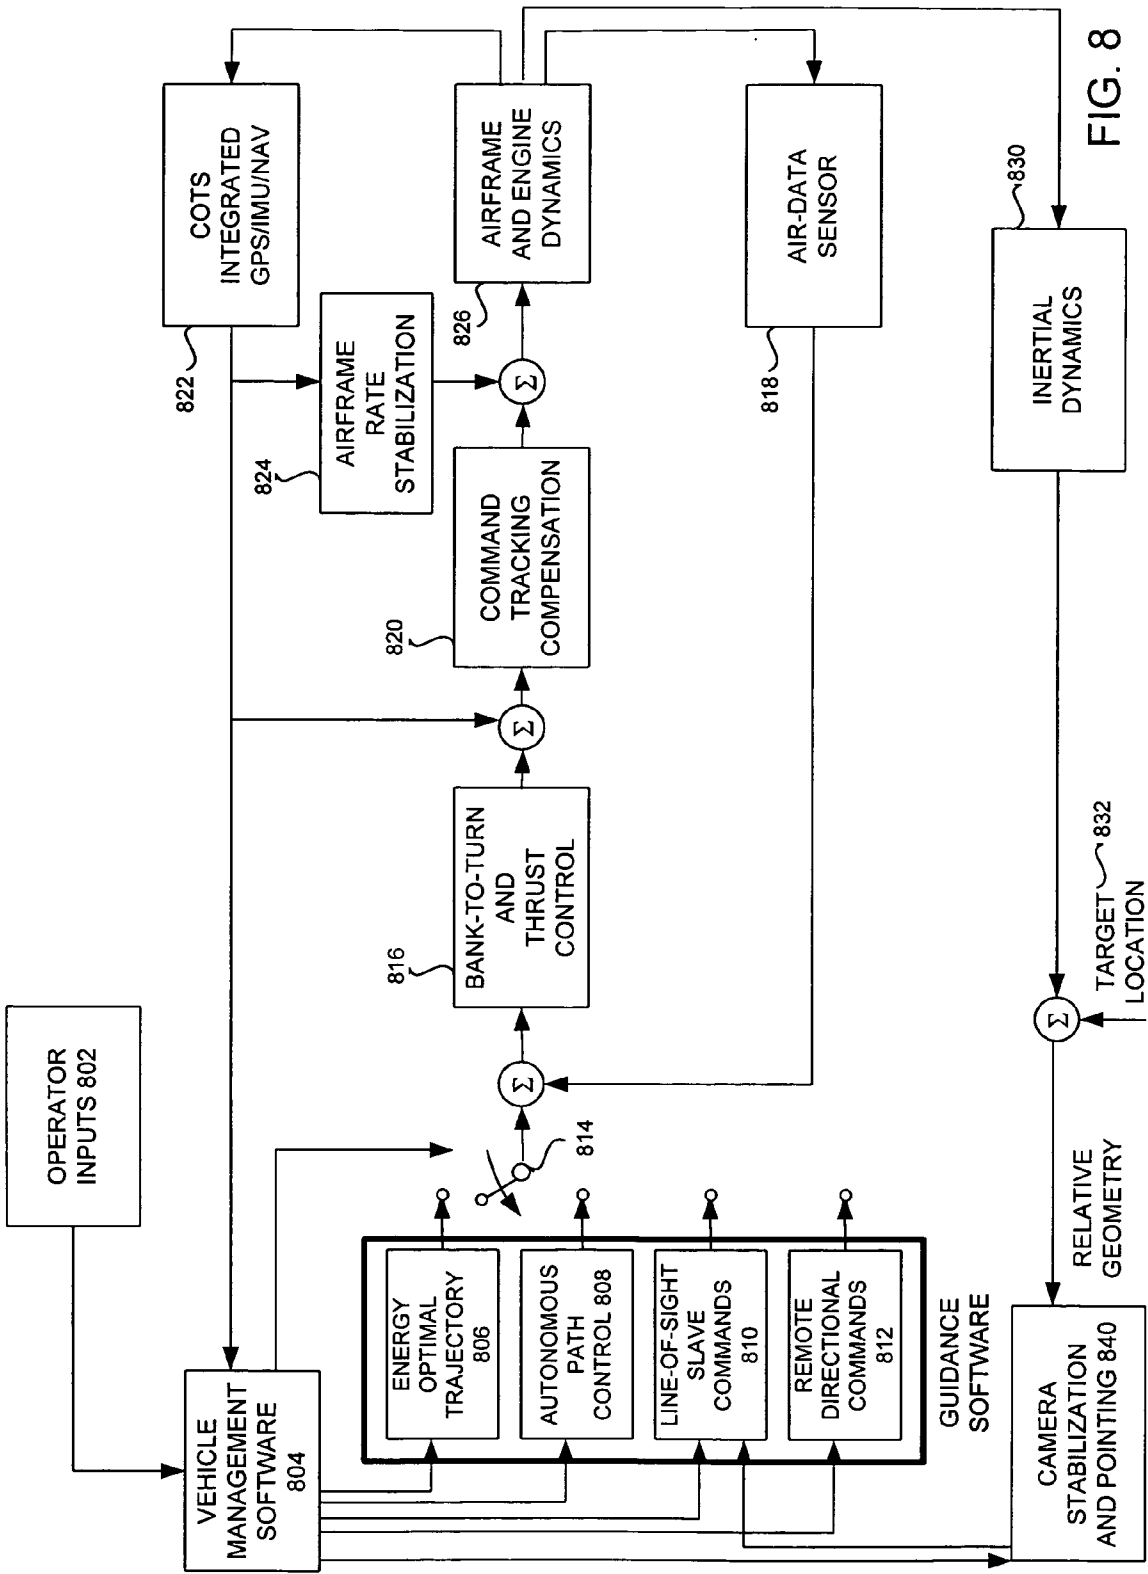 OPERATOR
INPUTS 802
VEHICLE
MANAGEMENT
SOFTWARE
804
822
COTS
INTEGRATED
GPS/IMU/NAV
824
AIRFRAME
RATE
STABILIZATION
ENERGY
OPTIMAL
TRAJECTORY
806
AUTONOMOUS
PATH
CONTROL 808
LINE-OF-SIGHT
SLAVE
COMMANDS
810
REMOTE
DIRECTIONAL
COMMANDS
812
GUIDANCE
SOFTWARE
814
Σ
816
BANK-TO-TURN
AND
THRUST
CONTROL
Σ
820
COMMAND
TRACKING
COMPENSATION
Σ
826
AIRFRAME
AND ENGINE
DYNAMICS
818
AIR-DATA
SENSOR
CAMERA
STABILIZATION
AND POINTING 840
RELATIVE
GEOMETRY
Σ
TARGET
LOCATION
832
INERTIAL
DYNAMICS
830
FIG. 8